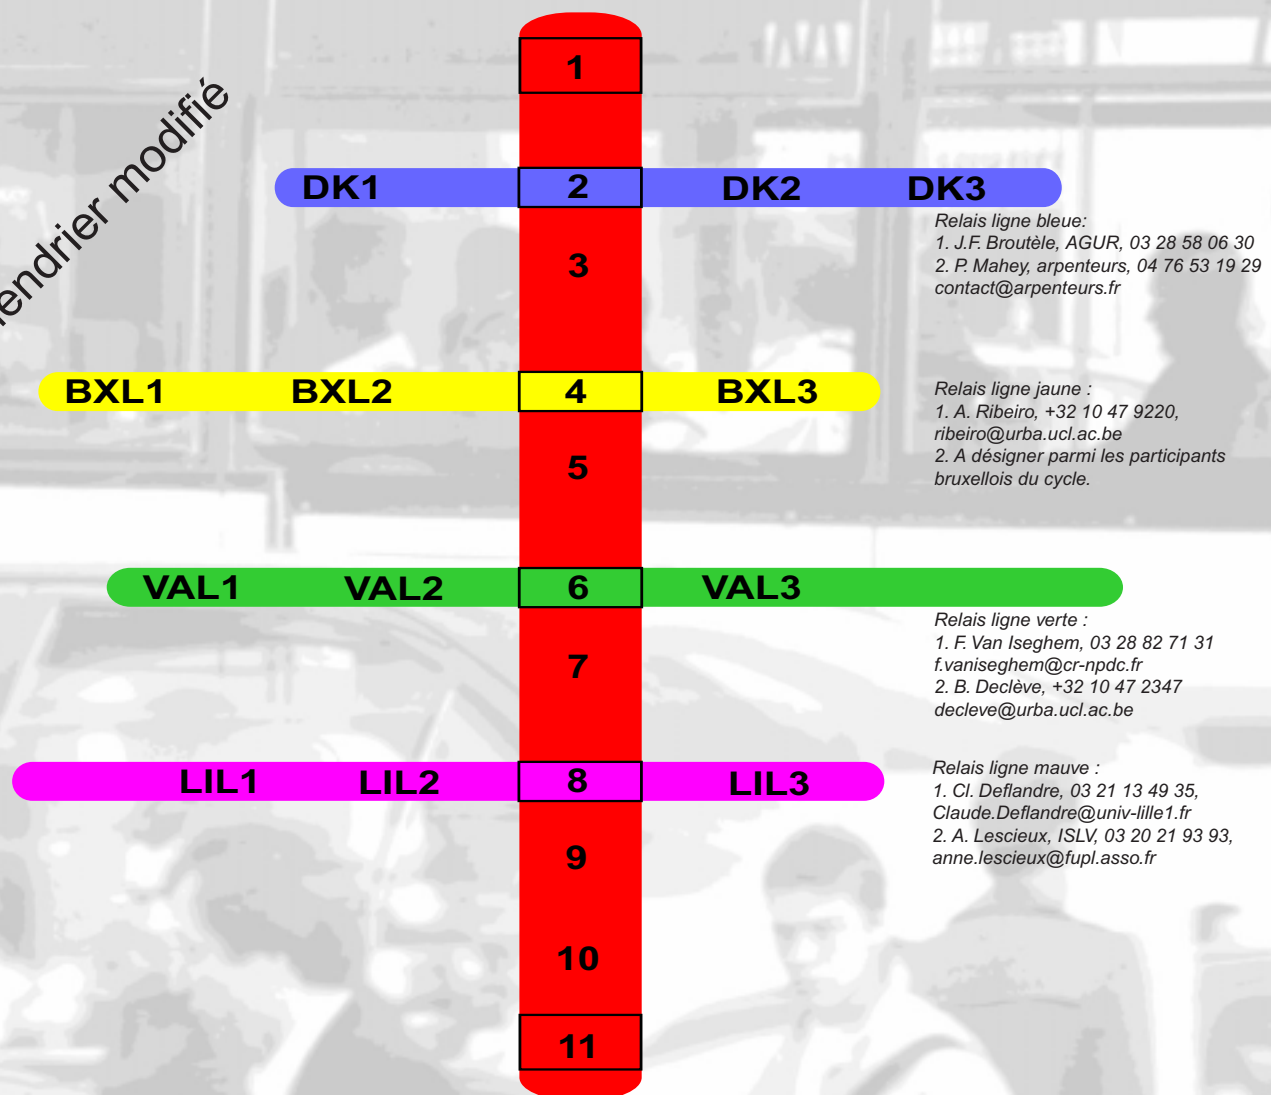 1
endrier modifié
DK1 2 DK2 DK3
Relais ligne bleue:
1. J.F. Broutèle, AGUR, 03 28 58 06 30
2. P. Mahey, arpenteurs, 04 76 53 19 29
contact@arpenteurs.fr
3
BXL1 BXL2 4 BXL3
Relais ligne jaune :
1. A. Ribeiro, +32 10 47 9220,
ribeiro@urba.ucl.ac.be
2. A désigner parmi les participants
bruxellois du cycle.
5
VAL1 VAL2 6 VAL3
Relais ligne verte :
1. F. Van Iseghem, 03 28 82 71 31
f.vaniseghem@cr-npdc.fr
2. B. Declève, +32 10 47 2347
decleve@urba.ucl.ac.be
7
LIL1 LIL2 8 LIL3
Relais ligne mauve :
1. Cl. Deflandre, 03 21 13 49 35,
Claude.Deflandre@univ-lille1.fr
2. A. Lescieux, ISLV, 03 20 21 93 93,
anne.lescieux@fupl.asso.fr
9
10
11